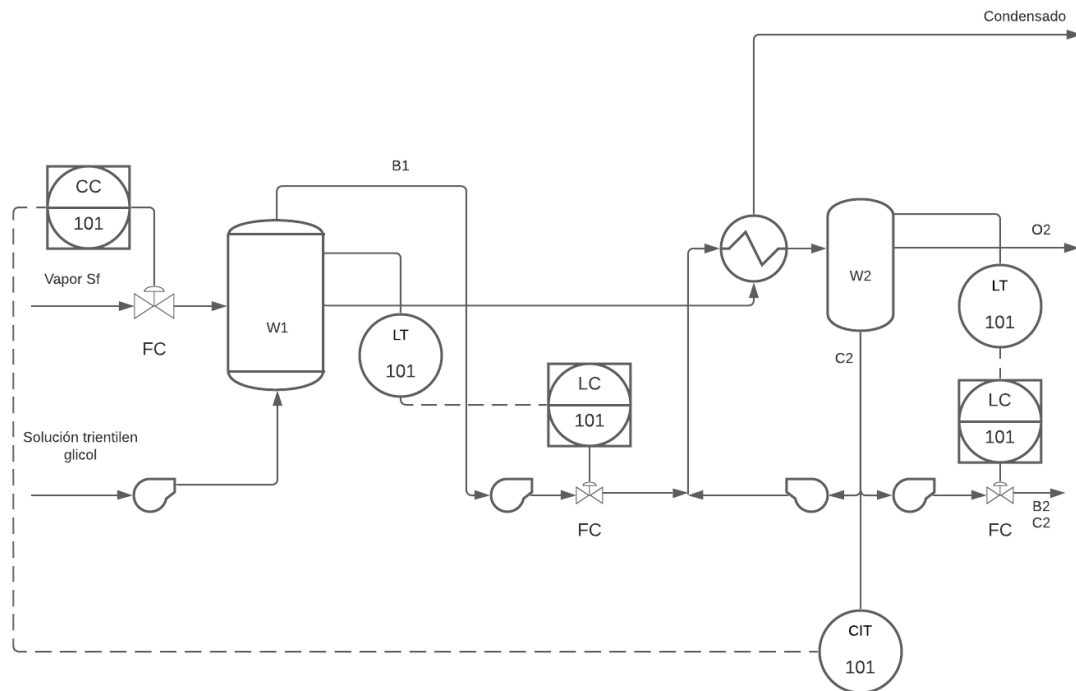 Condensado
CC
101
B1
Vapor Sf
FC
W1
LT
101
O2
W2
LT
101
C2
LC
101
LC
101
Solución trientilen
glicol
FC
B2
C2
FC
CIT
101